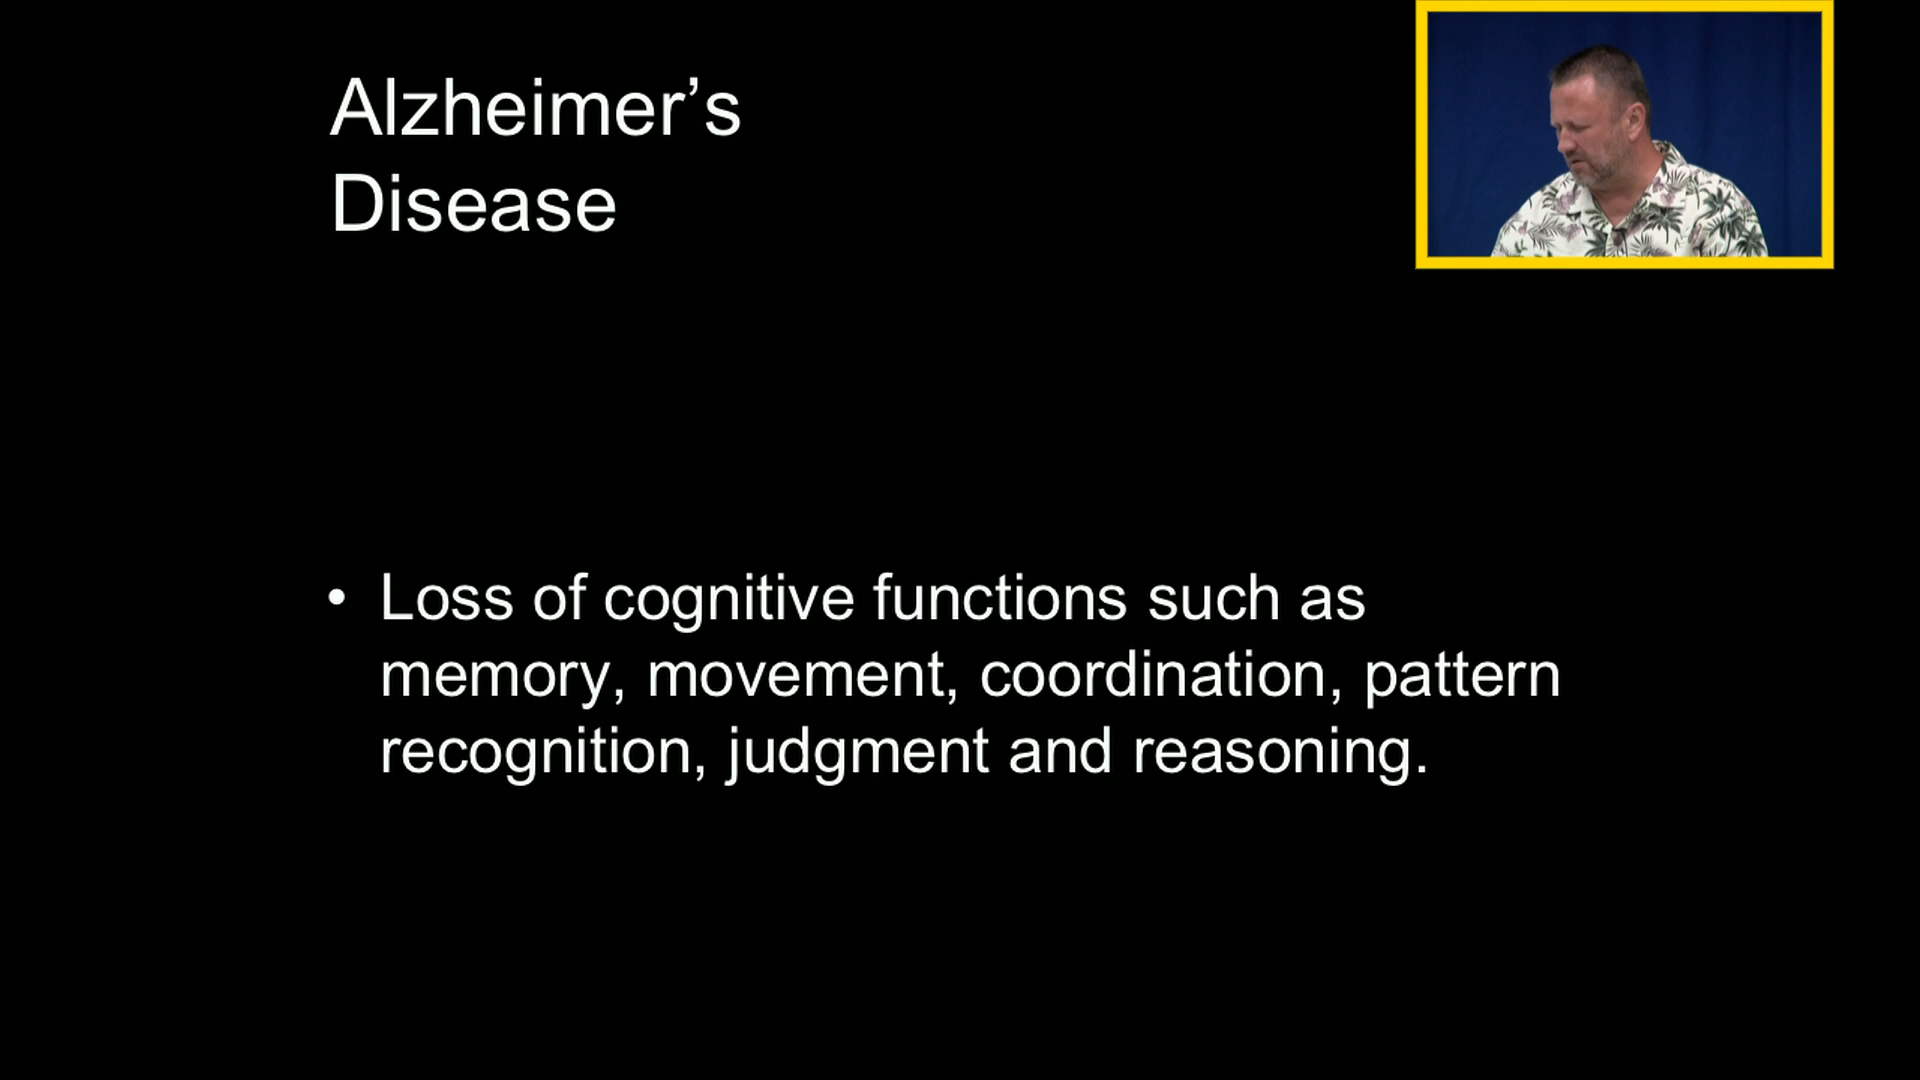 Alzheimer’s
Disease
• Loss of cognitive functions such as
memory, movement, coordination, pattern
recognition, judgment and reasoning.